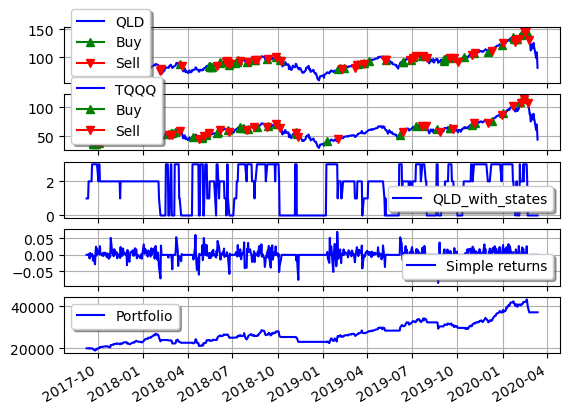 QLD
Buy
Sell
150
100
TQQQ
Buy
Sell
100
50
QLD_with_states
2
0
Simple returns
0.05
0.00
−0.05
Portfolio
40000
20000
2017-10
2018-01
2018-04
2018-07
2018-10
2019-01
2019-04
2019-07
2019-10
2020-01
2020-04